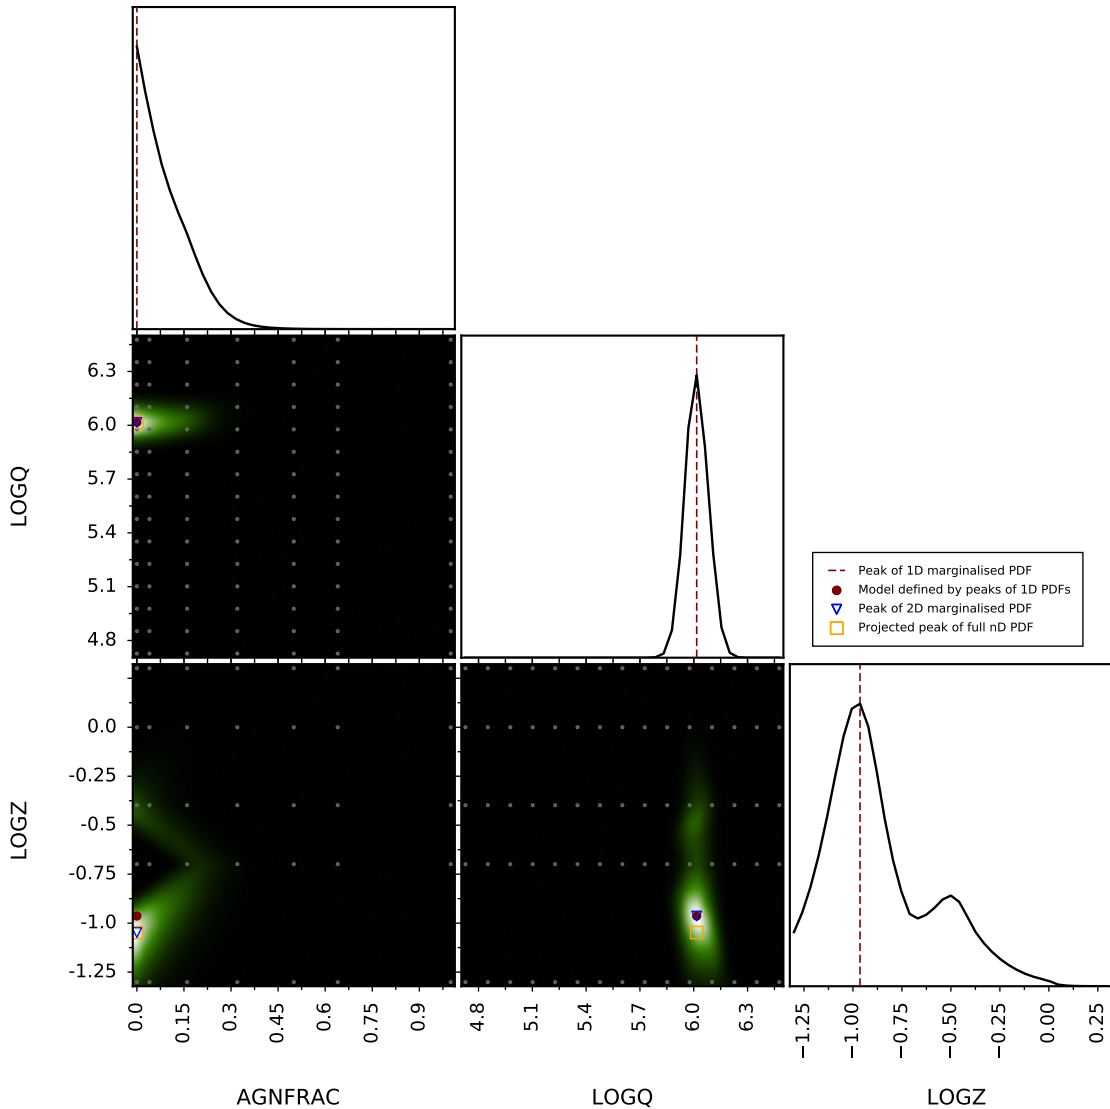 6.3
6.0
5.7
5.4
5.1
4.8
LOGQ
Peak of 1D marginalised PDF
Model defined by peaks of 1D PDFs
Peak of 2D marginalised PDF
Projected peak of full nD PDF
0.0
-0.25
-0.5
-0.75
-1.0
-1.25
LOGZ
0.0 0.15 0.3 0.45 0.6 0.75 0.9
4.8 5.1 5.4 5.7 6.0 6.3
−1.25 −1.00 −0.75 −0.50 −0.25 0.00 0.25
AGNFRAC LOGQ LOGZ